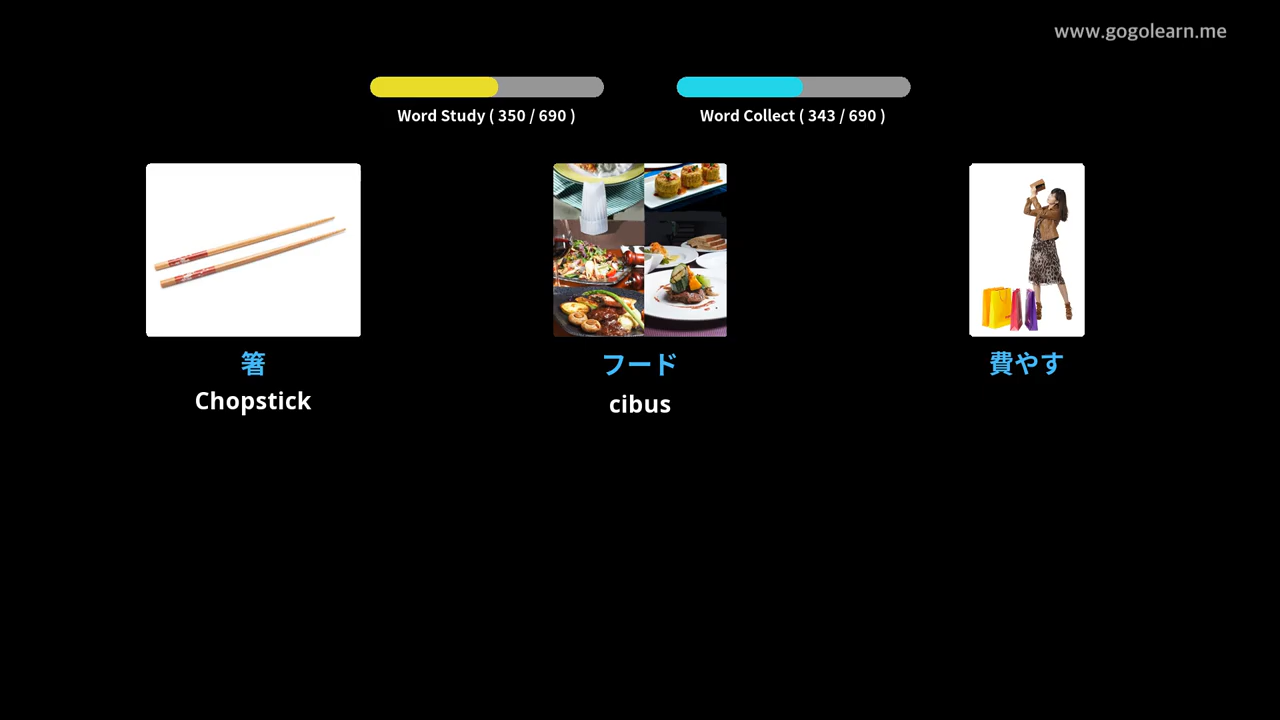 www.gogolearn.me
Word Study ( 350 / 690 )
Word Collect ( 343 / 690 )
箸
Chopstick
フード
cibus
費やす